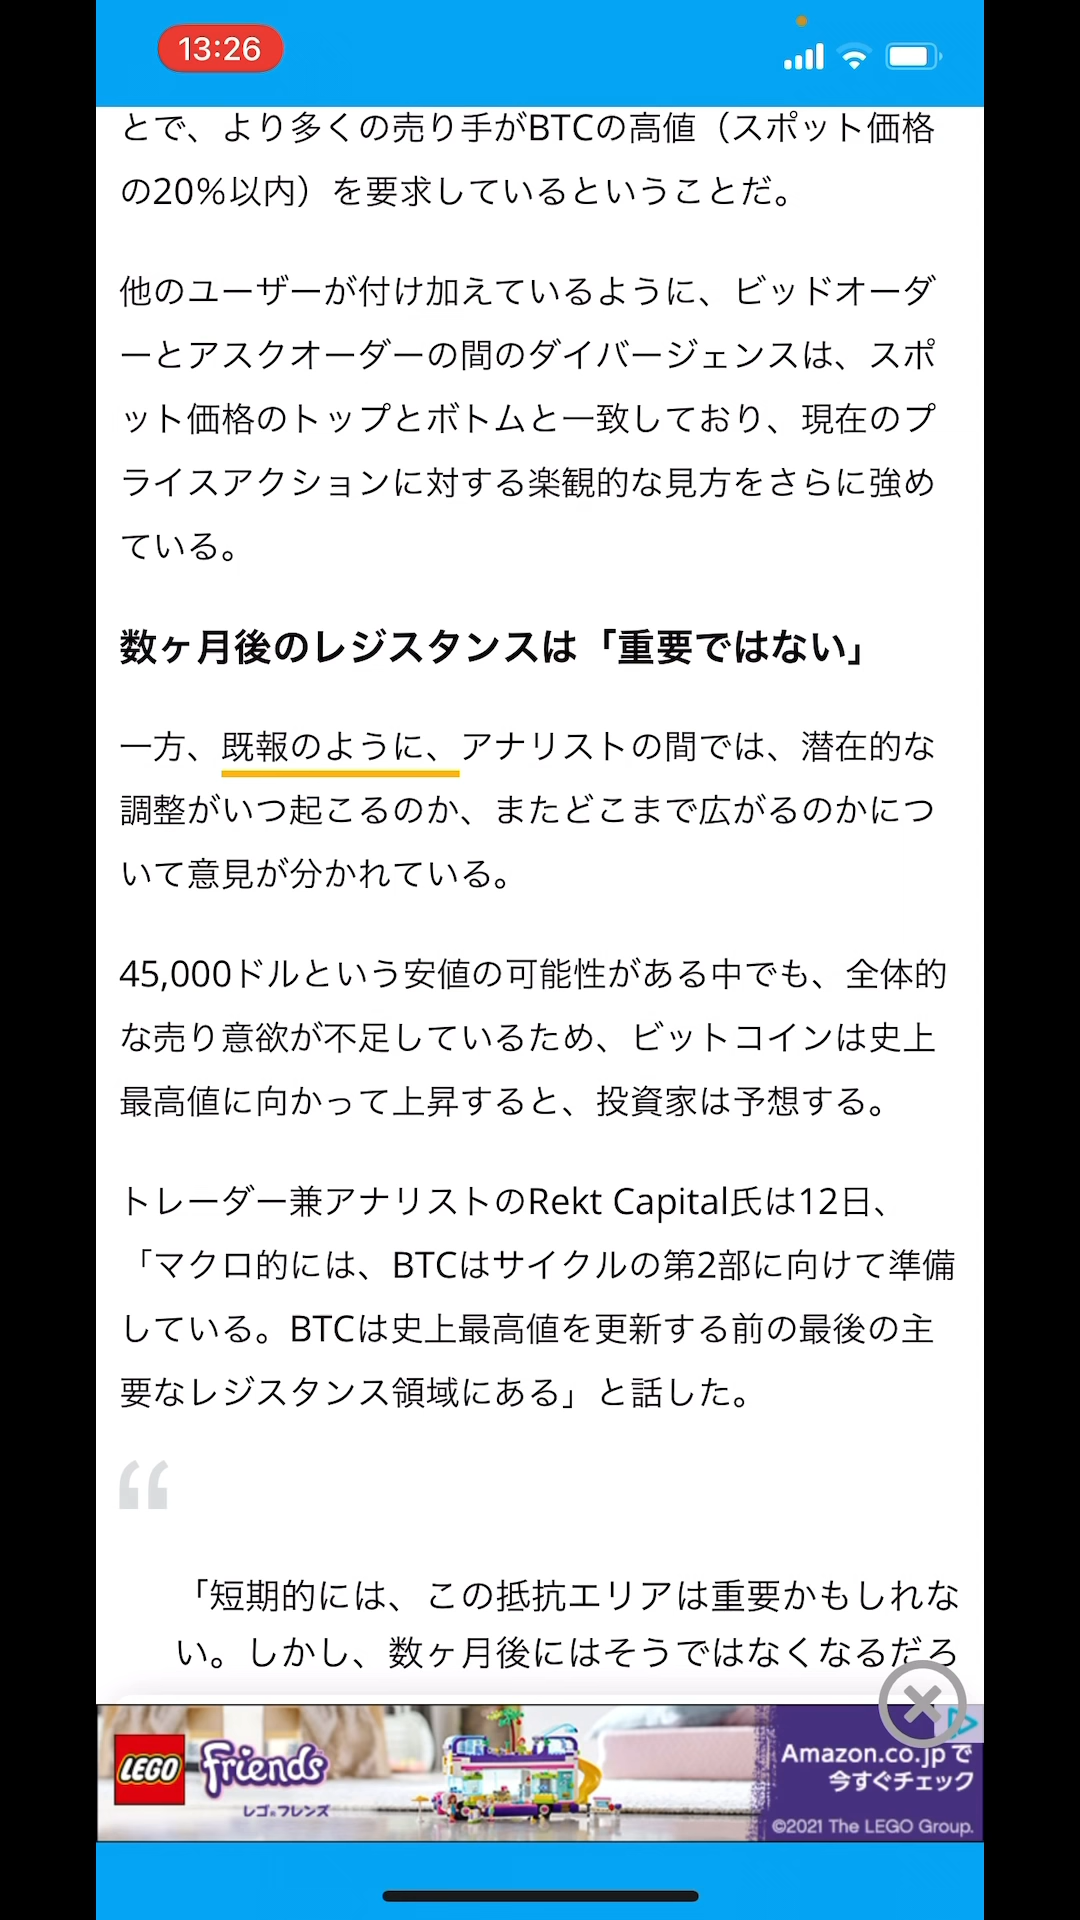 13:26
とで、より多くの売り手がBTCの高値（スポット価格
の20%以内）を要求しているということだ。
他のユーザーが付け加えているように、ビッドオーダ
ーとアスクオーダーの間のダイバージェンスは、スポ
ット価格のトップとボトムと一致しており、現在のプ
ライスアクションに対する楽観的な見方をさらに強め
ている。
数ヶ月後のレジスタンスは「重要ではない」
一方、既報のように、アナリストの間では、潜在的な
調整がいつ起こるのか、またどこまで広がるのかにつ
いて意見が分かれている。
45,000ドルという安値の可能性がある中でも、全体的
な売り意欲が不足しているため、ビットコインは史上
最高値に向かって上昇すると、投資家は予想する。
トレーダー兼アナリストのRekt Capital氏は12日、
「マクロ的には、BTCはサイクルの第2部に向けて準備
している。BTCは史上最高値を更新する前の最後の主
要なレジスタンス領域にある」と話した。
“
「短期的には、この抵抗エリアは重要かもしれな
い。しかし、数ヶ月後にはそうではなくなるだろ
LEGO Friends
レゴ®フレンズ
Amazon.co.jpで
今すぐチェック
©2021 The LEGO Group.